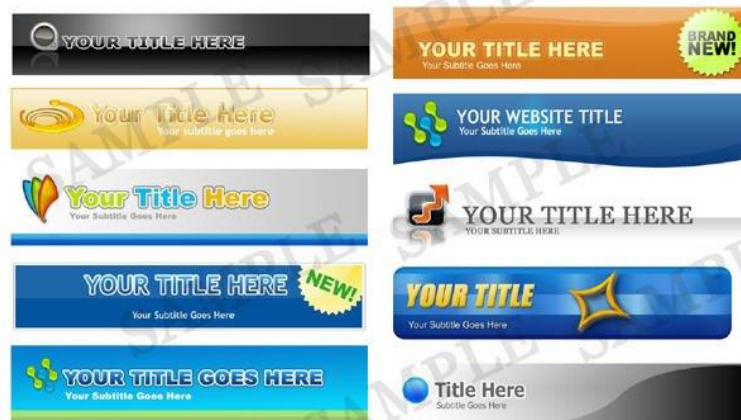 YOUR TITLE HERE
Your Title Here
Your subtitle goes here
Your Title Here
Your Subtitle Goes Here
YOUR TITLE HERE
Your Subtitle Goes Here
NEW!
YOUR TITLE GOES HERE
Your Subtitle Goes Here
YOUR TITLE HERE
Your Subtitle Goes Here
BRAND
NEW!
YOUR WEBSITE TITLE
Your Subtitle Goes Here
YOUR TITLE HERE
YOUR SUBTITLE HERE
YOUR TITLE
Your Subtitle Goes Here
Title Here
Subtitle Goes Here
SAMPLE
SAMPLE
SAMPLE
SAMPLE
SAMPLE